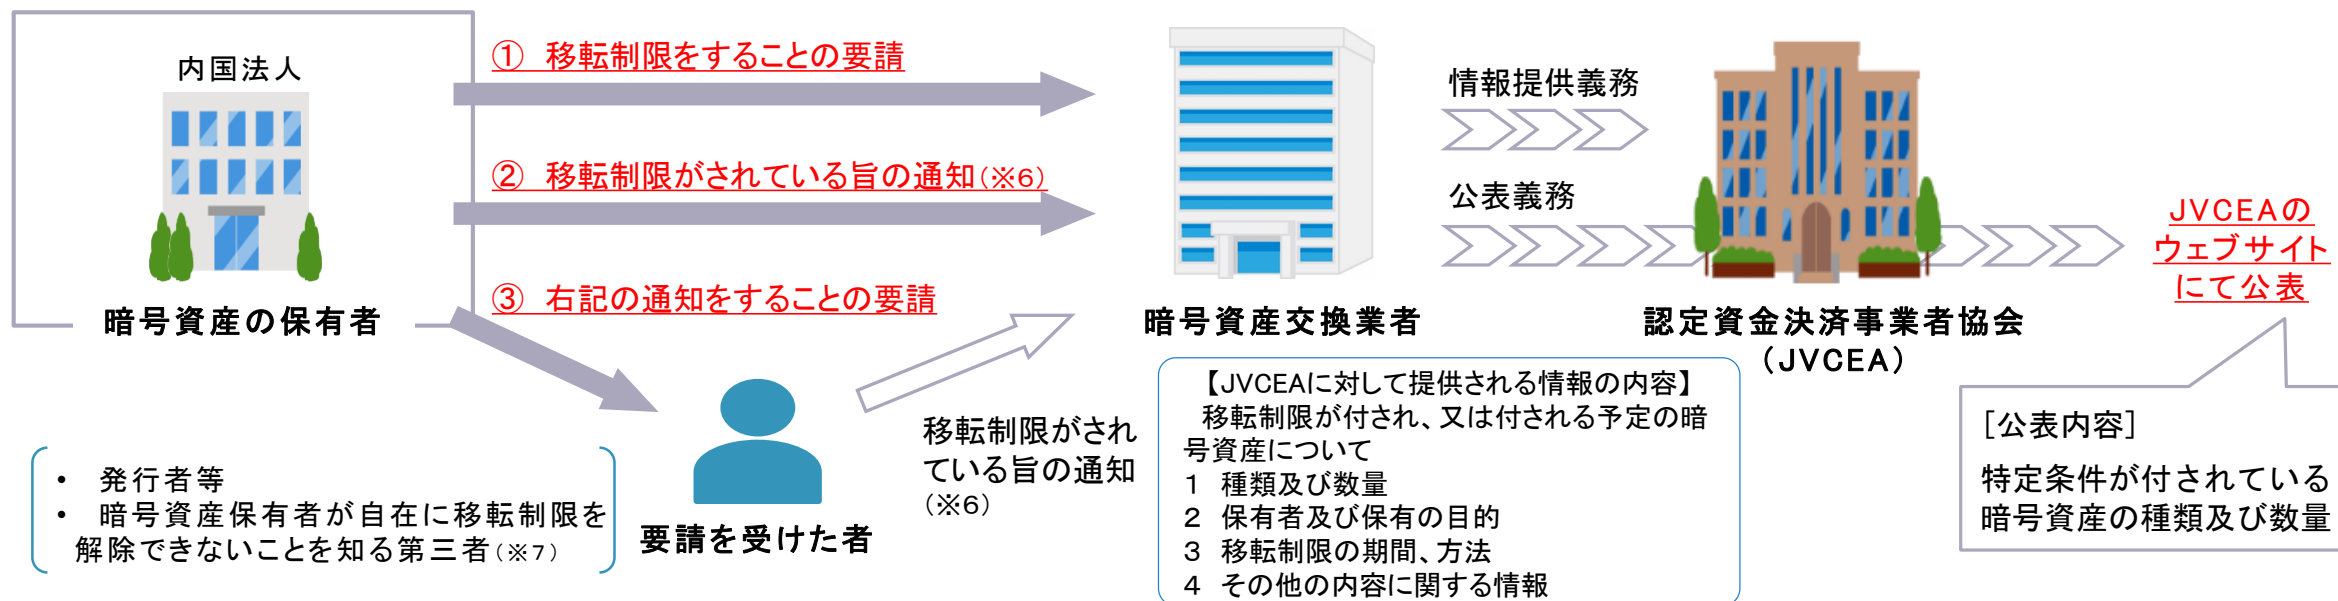 内国法人
暗号資産の保有者
① 移転制限をすることの要請
② 移転制限がされている旨の通知(※6)
③ 右記の通知をすることの要請
・ 発行者等
・ 暗号資産保有者が自在に移転制限を
解除できないことを知る第三者(※7)
要請を受けた者
移転制限がされ
ている旨の通知
(※6)
暗号資産交換業者
情報提供義務
公表義務
認定資金決済事業者協会
(JVCEA)
【JVCEAに対して提供される情報の内容】
移転制限が付され、又は付される予定の暗
号資産について
1 種類及び数量
2 保有者及び保有の目的
3 移転制限の期間、方法
4 その他の内容に関する情報
JVCEAの
ウェブサイト
にて公表
[公表内容]
特定条件が付されている
暗号資産の種類及び数量